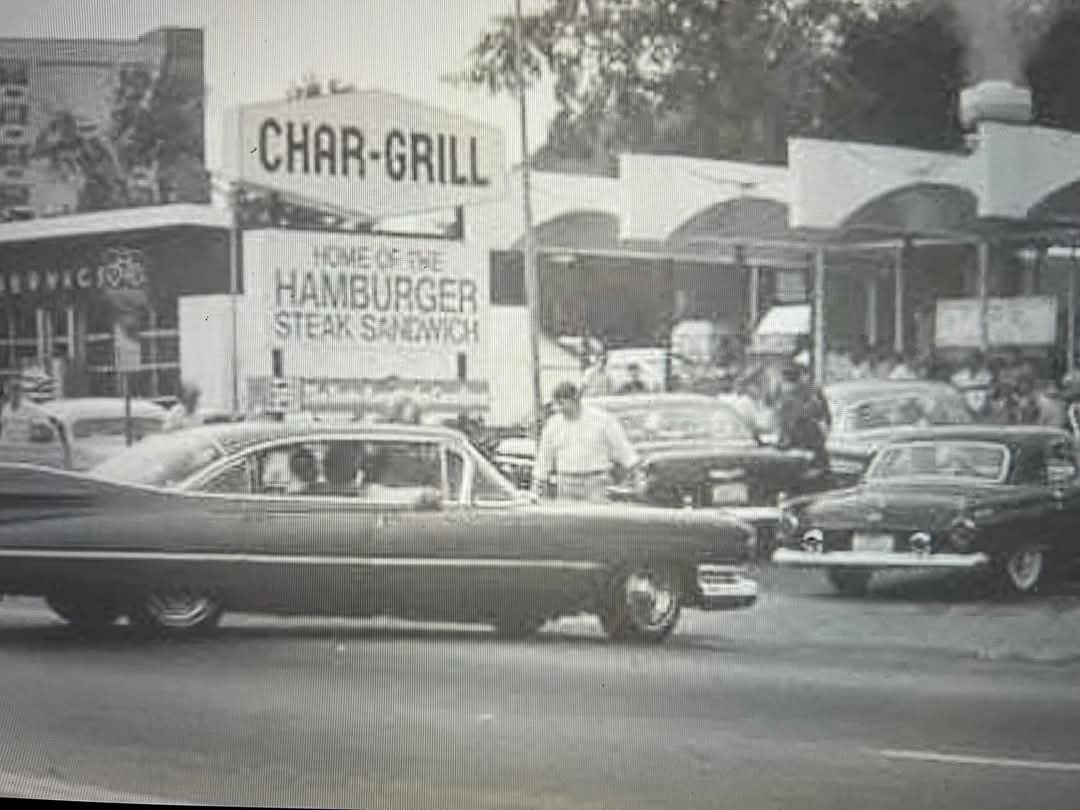 CHAR-GRILL
HOME OF THE
HAMBURGER
STEAK SANDWICH